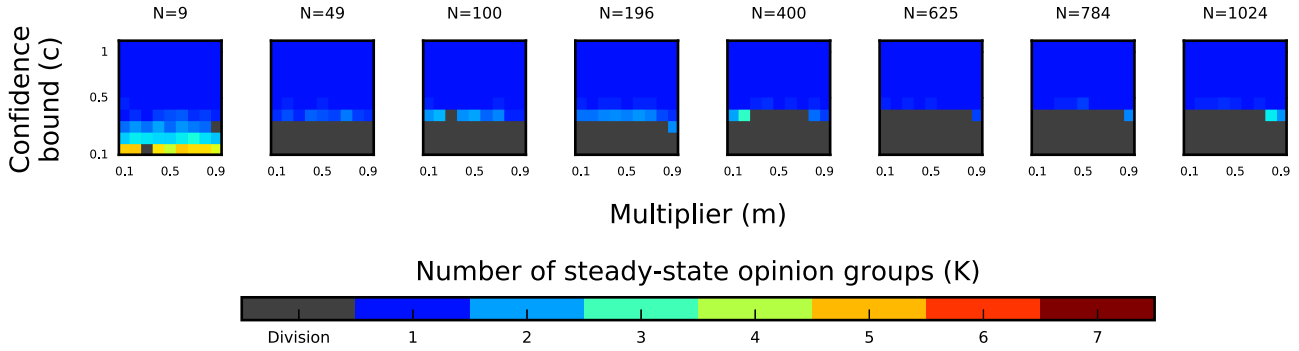 N=9 N=49 N=100 N=196 N=400 N=625 N=784 N=1024
Confidence
bound (c)
1
0.5
0.1
0.1 0.5 0.9 0.1 0.5 0.9 0.1 0.5 0.9 0.1 0.5 0.9 0.1 0.5 0.9 0.1 0.5 0.9 0.1 0.5 0.9 0.1 0.5 0.9
Multiplier (m)
Number of steady-state opinion groups (K)
Division 1 2 3 4 5 6 7